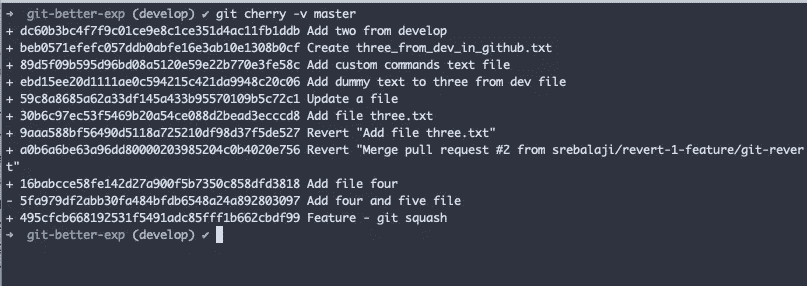 → git-better-exp (develop) ✔ git cherry -v master
+ dc60b3bc4f7f9c01ce9e8c1ce351d4ac11fb1ddb Add two from develop
+ beb0571efefc057ddb0abfe16e3ab10e1308b0cf Create three_from_dev_in_github.txt
+ 89d5f09b595d96bd08a5120e59e22b770e3fe58c Add custom commands text file
+ ebd15ee20d1111ae0c594215c421da9948c20c06 Add dummy text to three from dev file
+ 59c8a8685a62a33df145a433b95570109b5c72c1 Update a file
+ 30b6c97ec53f5469b20a54ce088d2bead3ecccd8 Add file three.txt
+ 9aaa588bf56490d5118a725210df98d37f5de527 Revert "Add file three.txt"
+ a0b6a6be63a96dd80000203985204c0b4020e756 Revert "Merge pull request #2 from srebalaji/revert-1-feature/git-rever
t"
+ 16babcce58fe142d27a900f5b7350c858dfd3818 Add file four
- 5fa979df2abb30fa484bfdb6548a24a892803097 Add four and five file
+ 495cfcb668192531f5491adc85fff1b662cbdf99 Feature - git squash
→ git-better-exp (develop) ✔